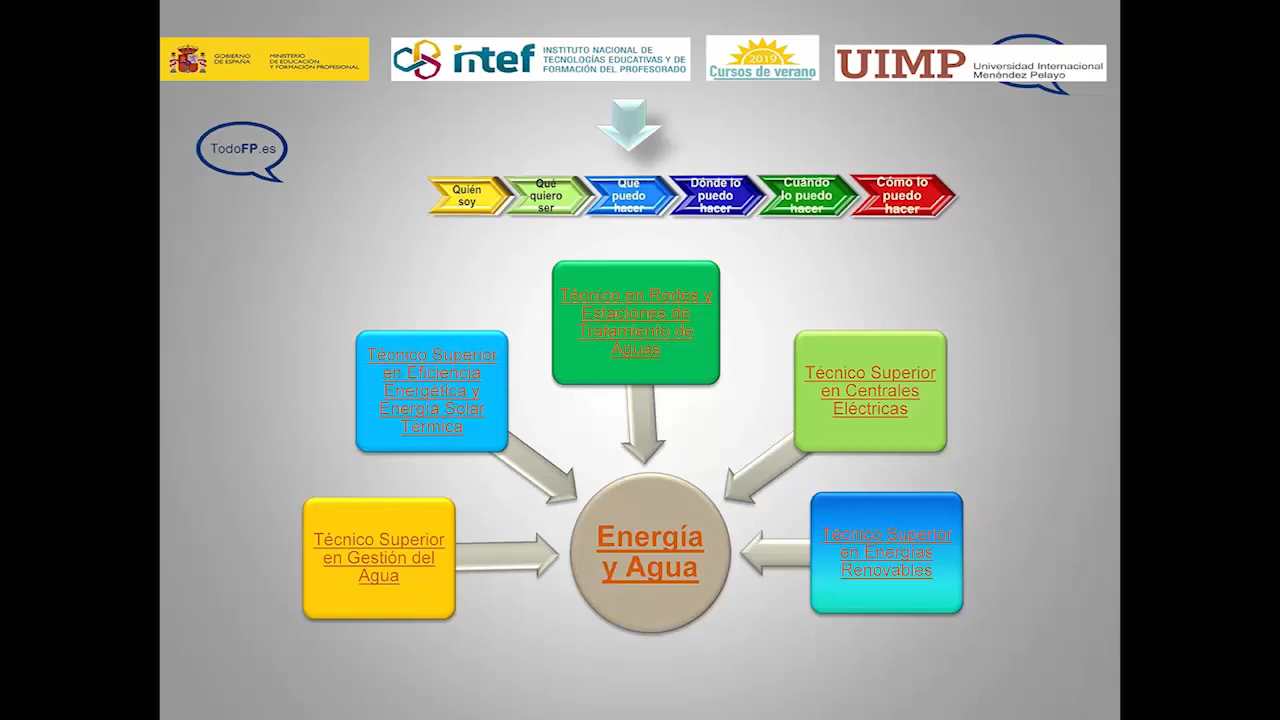 GOBIERNO
DE ESPAÑA
MINISTERIO
DE EDUCACIÓN
Y FORMACIÓN PROFESIONAL
intef
INSTITUTO NACIONAL DE
TECNOLOGÍAS EDUCATIVAS Y DE
FORMACIÓN DEL PROFESORADO
2019
Cursos de verano
UIMP
Universidad Internacional
Menéndez Pelayo
TodoFP.es
Quién
soy
Qué
quiero
ser
Que
puedo
hacer
Dónde lo
puedo
hacer
Cuándo
lo puedo
hacer
Cómo lo
puedo
hacer
Técnico en Redes y
Estaciones de
Tratamiento de
Aguas
Técnico Superior
en Eficiencia
Energética y
Energía Solar
Térmica
Técnico Superior
en Centrales
Eléctricas
Técnico Superior
en Gestión del
Agua
Energía
y Agua
Técnico Superior
en Energías
Renovables